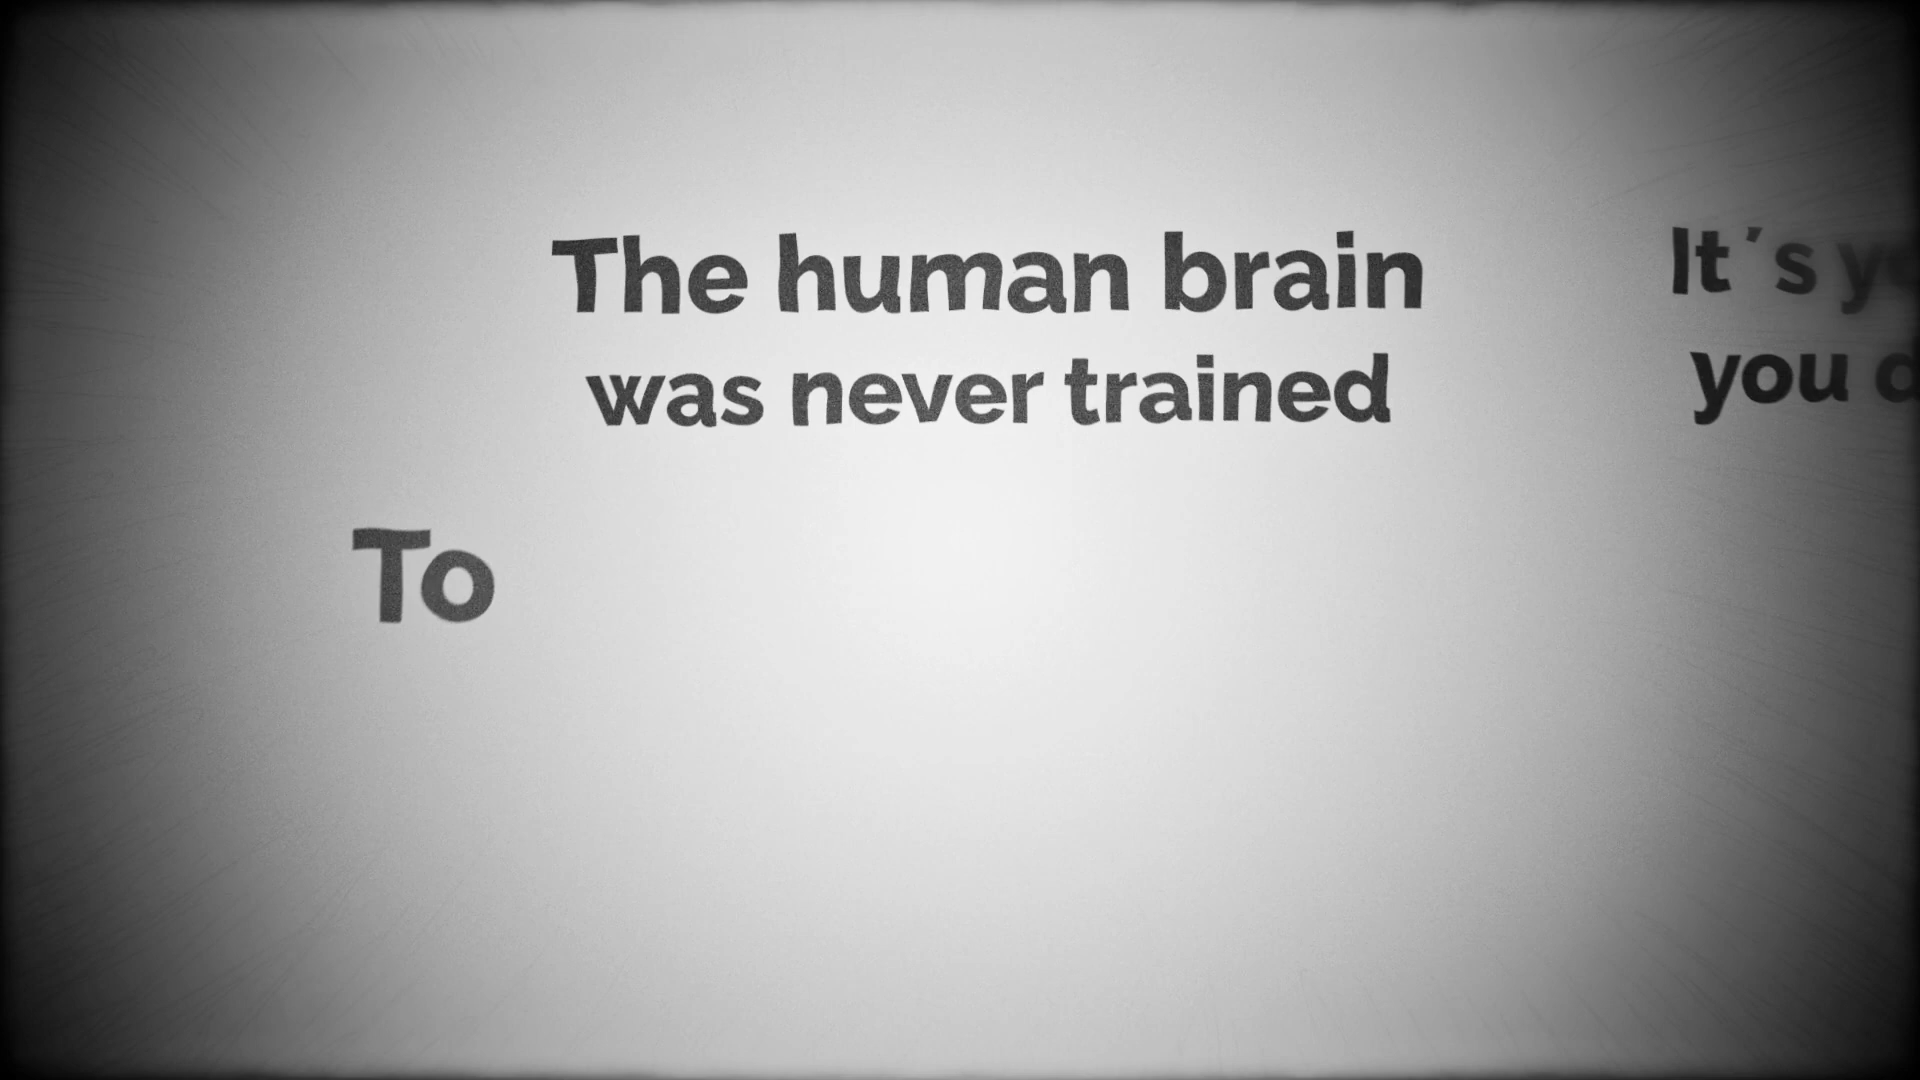 The human brain
was never trained
To
It´s
you